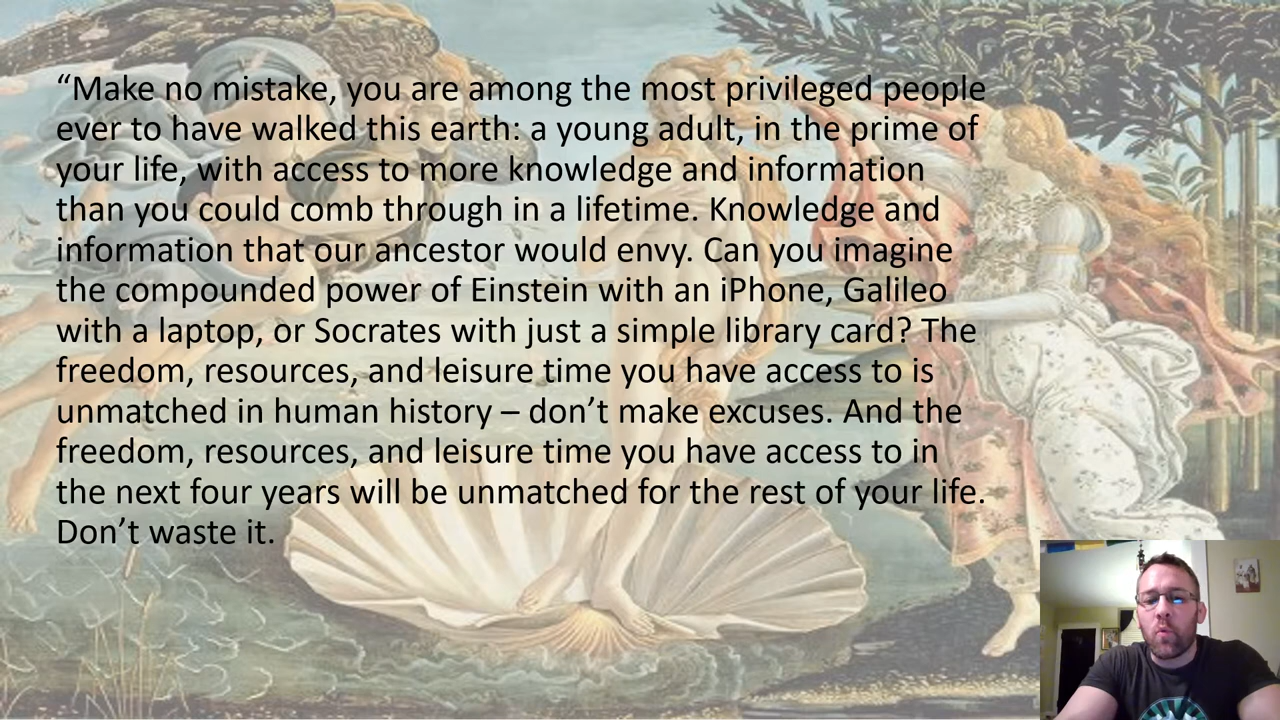 “Make no mistake, you are among the most privileged people
ever to have walked this earth: a young adult, in the prime of
your life, with access to more knowledge and information
than you could comb through in a lifetime. Knowledge and
information that our ancestor would envy. Can you imagine
the compounded power of Einstein with an iPhone, Galileo
with a laptop, or Socrates with just a simple library card? The
freedom, resources, and leisure time you have access to is
unmatched in human history – don’t make excuses. And the
freedom, resources, and leisure time you have access to in
the next four years will be unmatched for the rest of your life.
Don’t waste it.